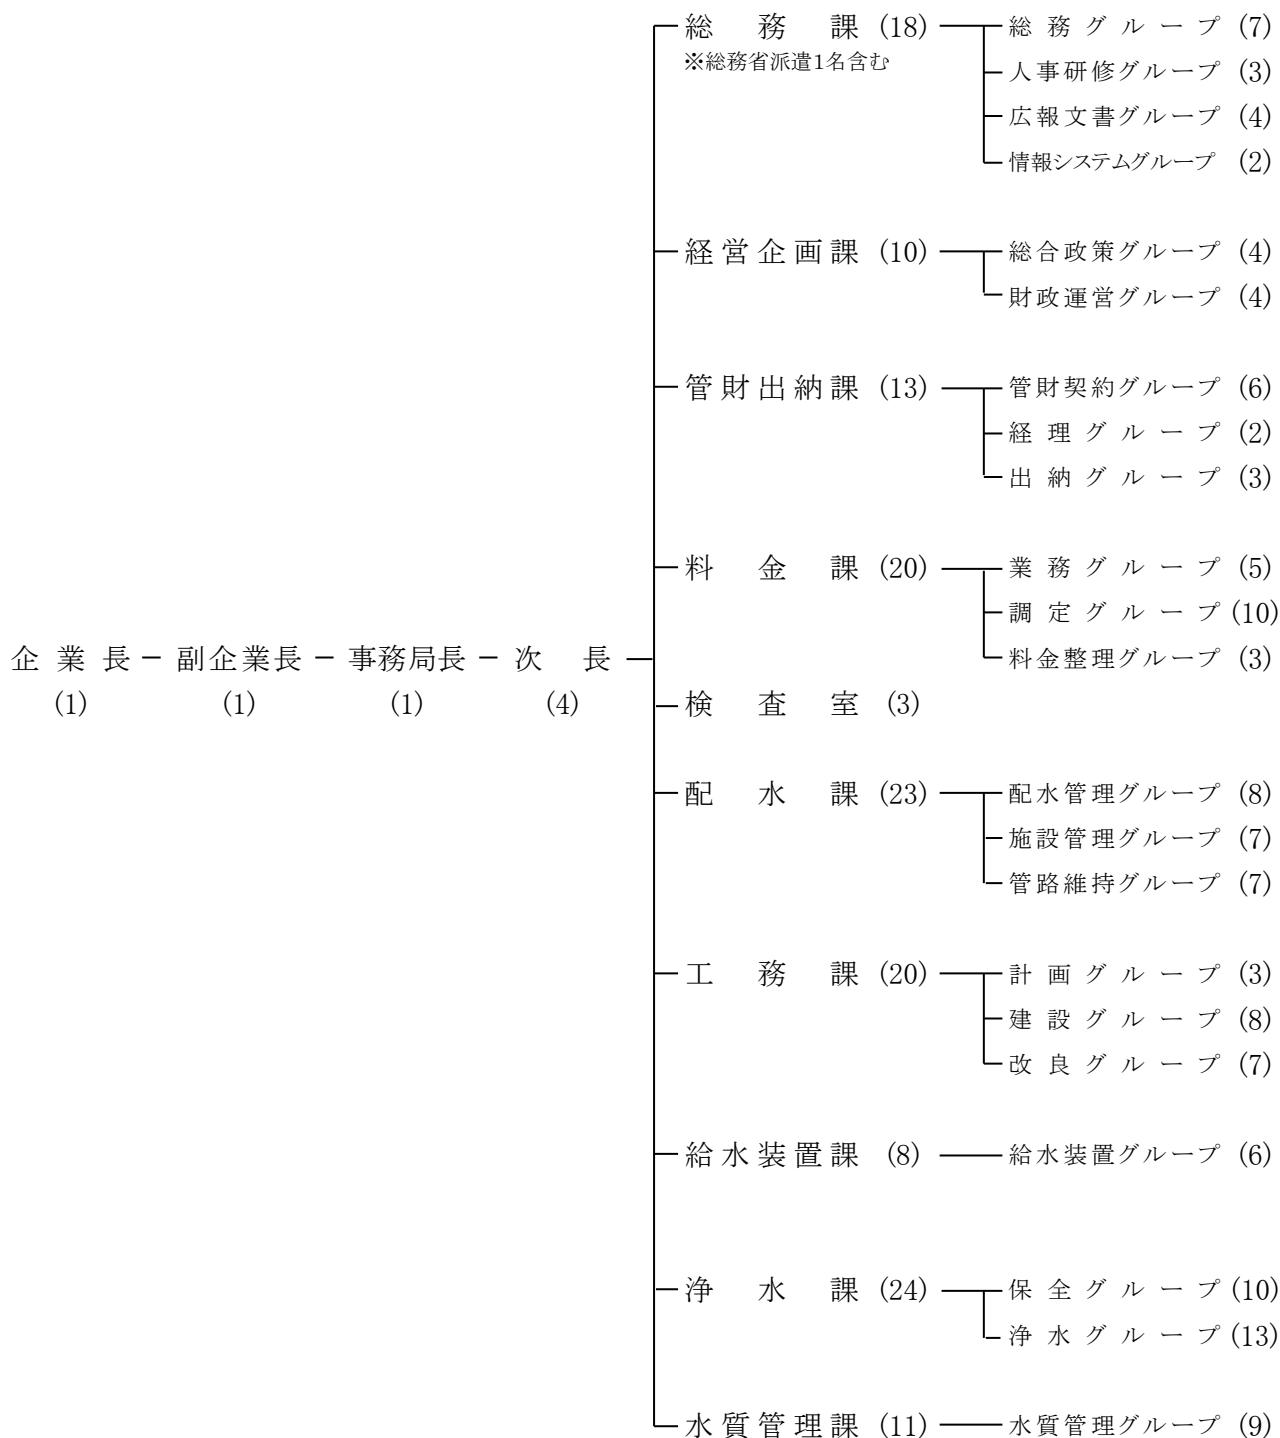 総務課 (18) 総務グループ (7)
※総務省派遣1名含む
人事研修グループ (3)
広報文書グループ (4)
情報システムグループ (2)
経営企画課 (10) 総合政策グループ (4)
財政運営グループ (4)
管財出納課 (13) 管財契約グループ (6)
経理グループ (2)
出納グループ (3)
料金課 (20) 業務グループ (5)
調定グループ (10)
企業長 － 副企業長 － 事務局長 － 次長 料金整理グループ (3)
(1) (1) (1) (4) 検査室 (3)
配水課 (23) 配水管理グループ (8)
施設管理グループ (7)
管路維持グループ (7)
工務課 (20) 計画グループ (3)
建設グループ (8)
改良グループ (7)
給水装置課 (8) 給水装置グループ (6)
浄水課 (24) 保全グループ (10)
浄水グループ (13)
水質管理課 (11) 水質管理グループ (9)